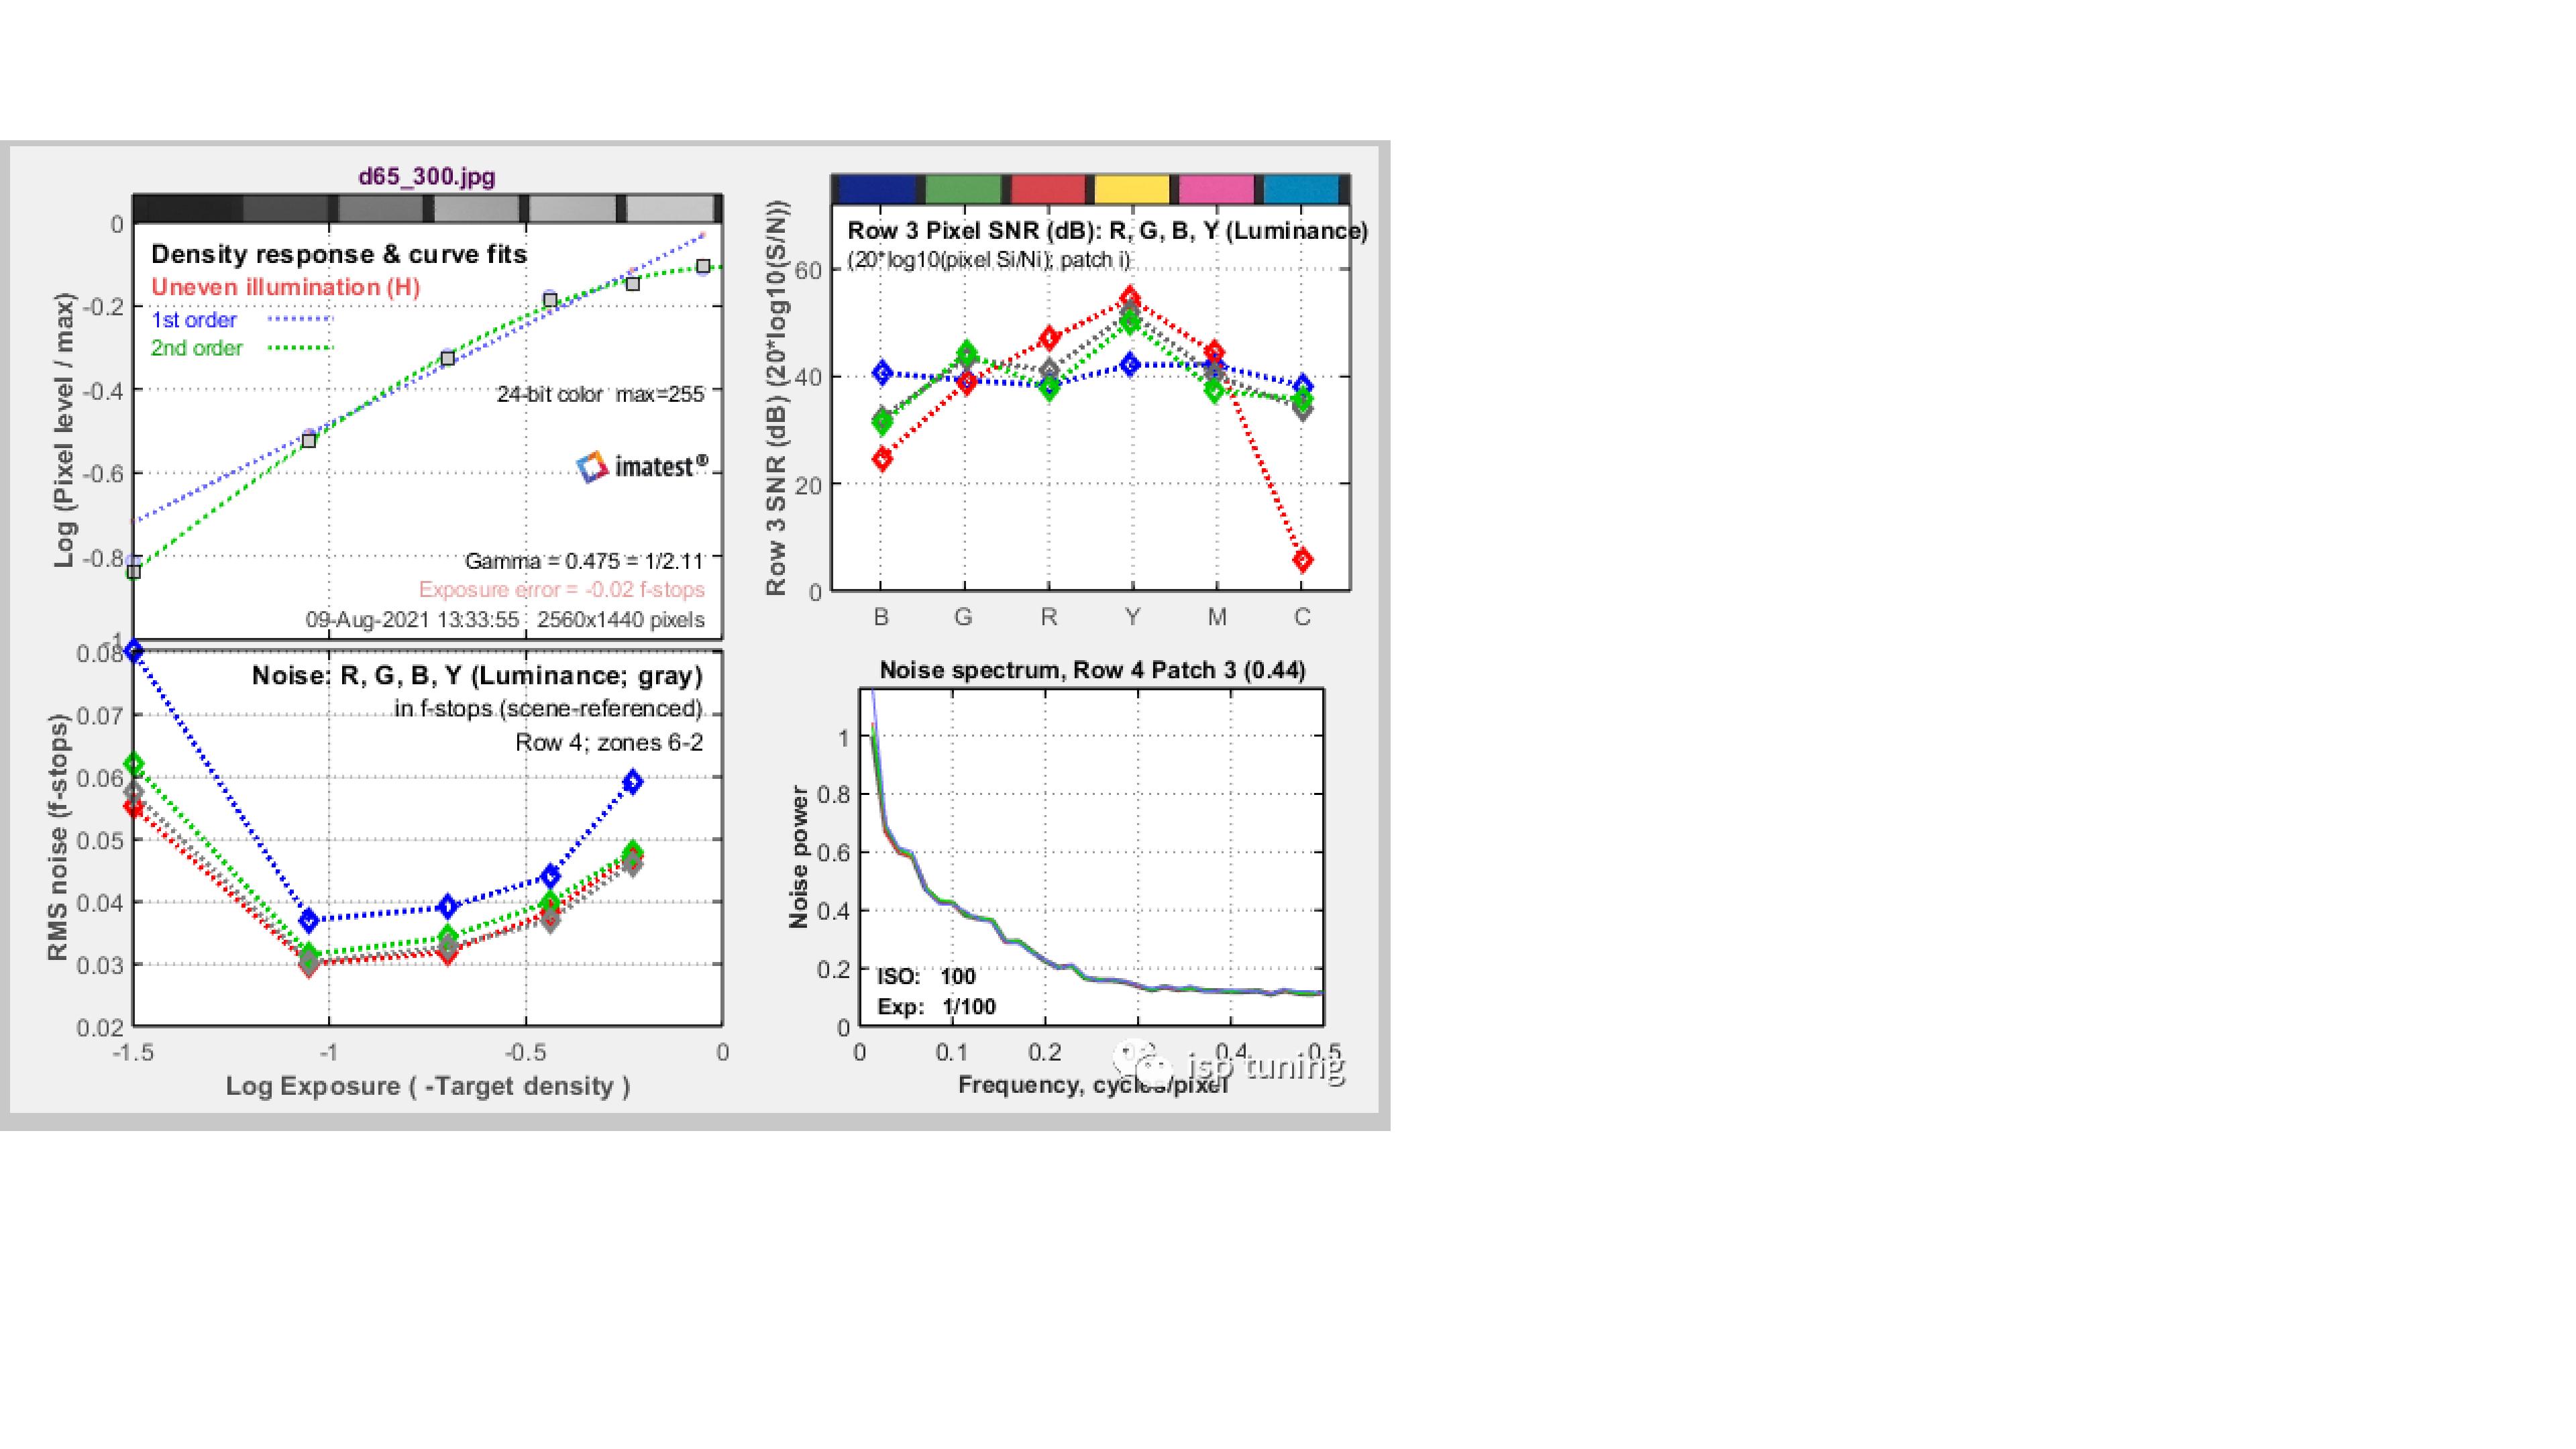 d65_300.jpg
0
Density response & curve fits
Uneven illumination (H)
1st order
2nd order
-0.2
-0.4
-0.6
-0.8
-1
Log (Pixel level / max)
24-bit color max=255
imatest®
Gamma = 0.475 = 1/2.11
Exposure error = -0.02 f-stops
09-Aug-2021 13:33:55 2560x1440 pixels
Row 3 Pixel SNR (dB): R, G, B, Y (Luminance)
(20*log10(pixel Si/Ni); patch i)
60
40
20
0
Row 3 SNR (dB) (20*log10(S/N))
B G R Y M C
0.08
0.07
0.06
0.05
0.04
0.03
0.02
RMS noise (f-stops)
Noise: R, G, B, Y (Luminance; gray)
in f-stops (scene-referenced)
Row 4; zones 6-2
-1.5 -1 -0.5 0
Log Exposure ( -Target density )
Noise spectrum, Row 4 Patch 3 (0.44)
1
0.8
0.6
0.4
0.2
0
Noise power
ISO: 100
Exp: 1/100
0 0.1 0.2 0.4 0.5
isp tuning
Frequency, cycles/pixel